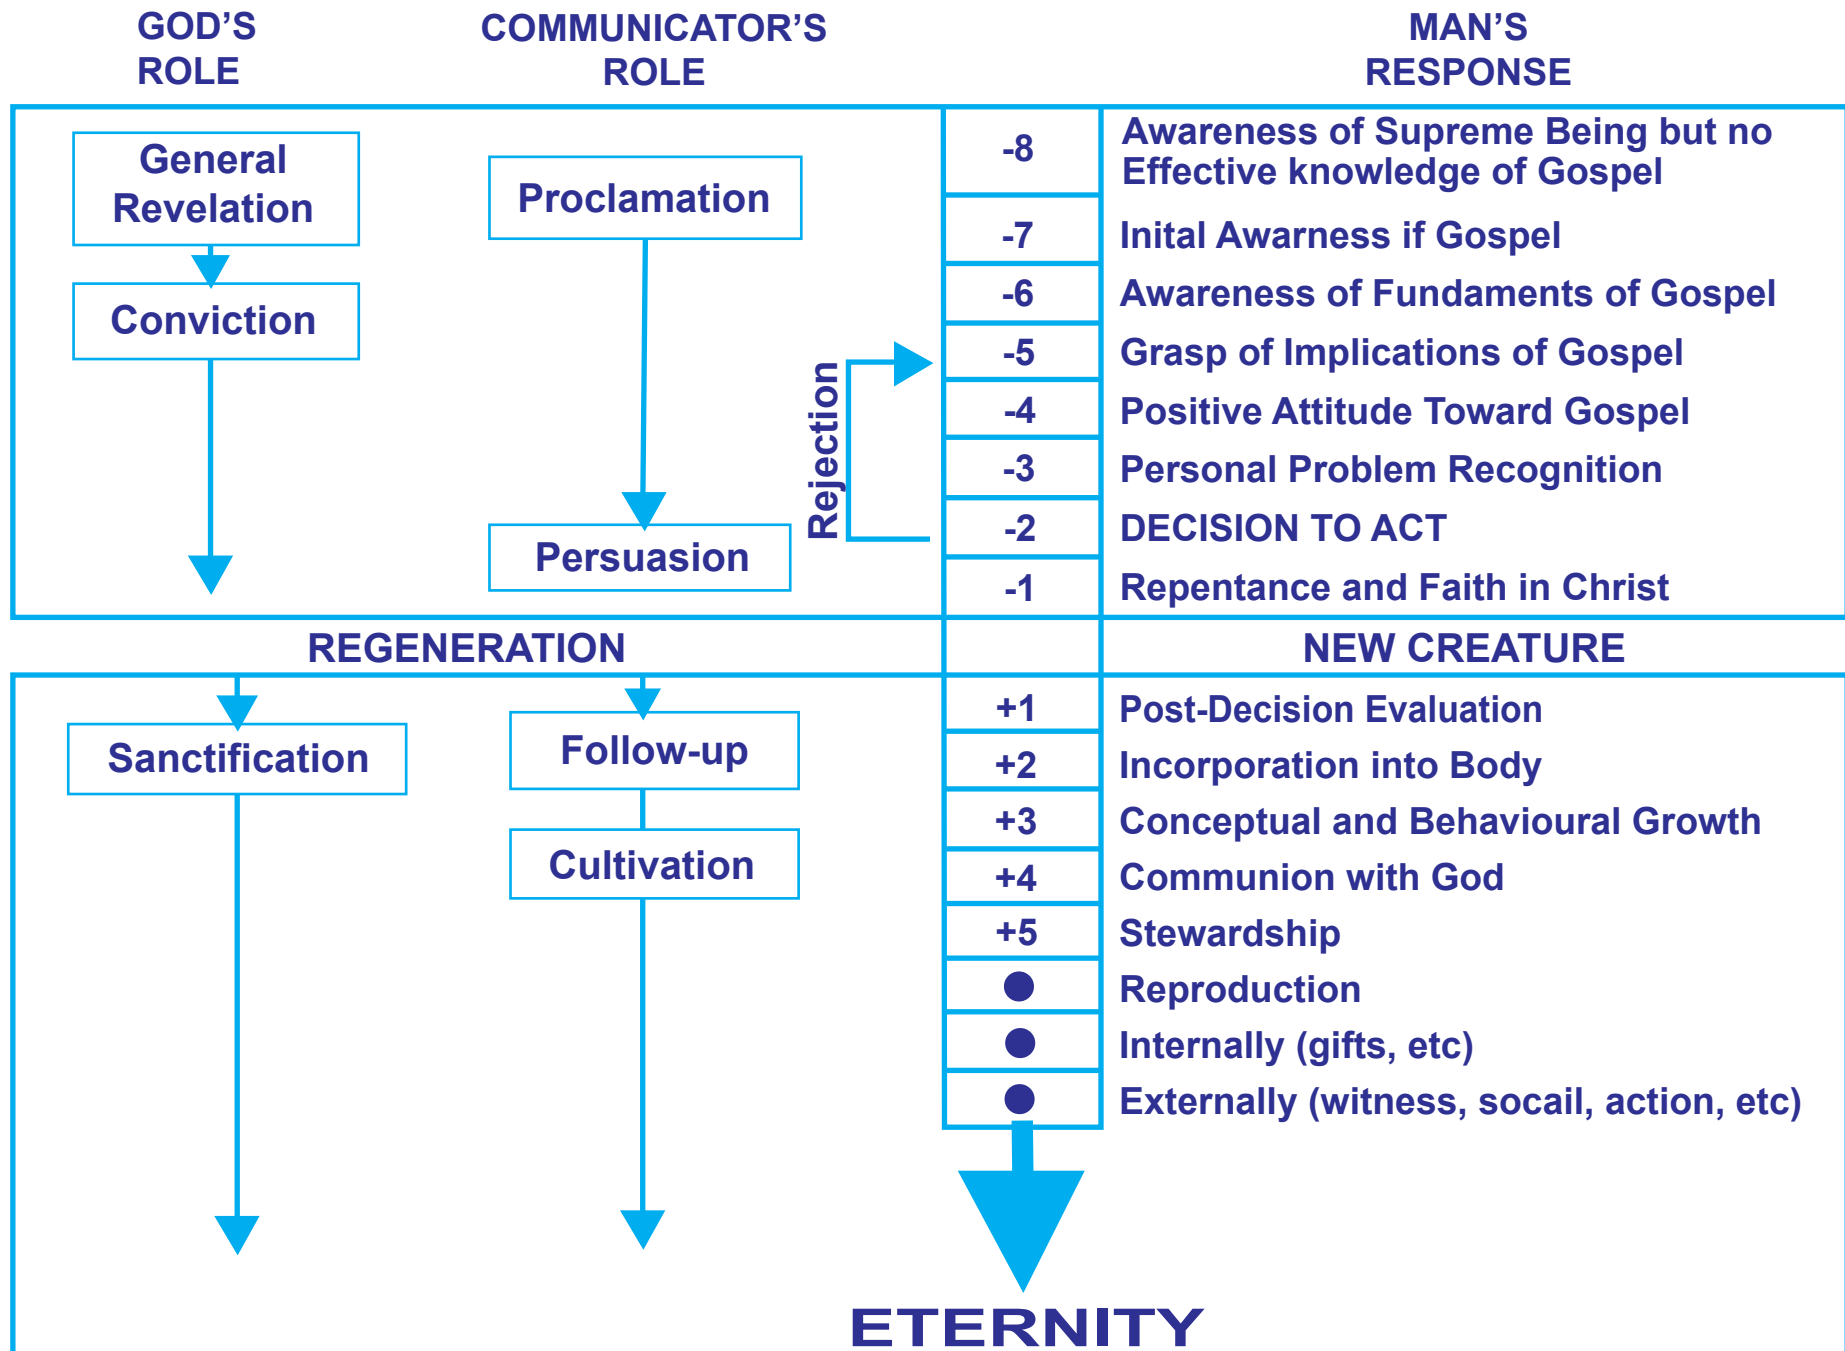 GOD’S
ROLE
COMMUNICATOR’S
ROLE
MAN’S
RESPONSE
General
Revelation
Conviction
Proclamation
Persuasion
Rejection
-8 Awareness of Supreme Being but no
Effective knowledge of Gospel
-7 Inital Awarness if Gospel
-6 Awareness of Fundaments of Gospel
-5 Grasp of Implications of Gospel
-4 Positive Attitude Toward Gospel
-3 Personal Problem Recognition
-2 DECISION TO ACT
-1 Repentance and Faith in Christ
REGENERATION
NEW CREATURE
Sanctification
Follow-up
Cultivation
+1 Post-Decision Evaluation
+2 Incorporation into Body
+3 Conceptual and Behavioural Growth
+4 Communion with God
+5 Stewardship
● Reproduction
● Internally (gifts, etc)
● Externally (witness, socail, action, etc)
ETERNITY